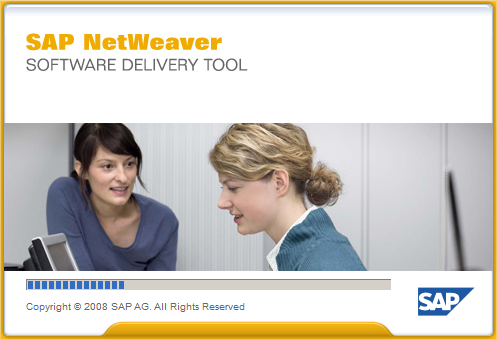 SAP NetWeaver
SOFTWARE DELIVERY TOOL
Copyright © 2008 SAP AG. All Rights Reserved
SAP